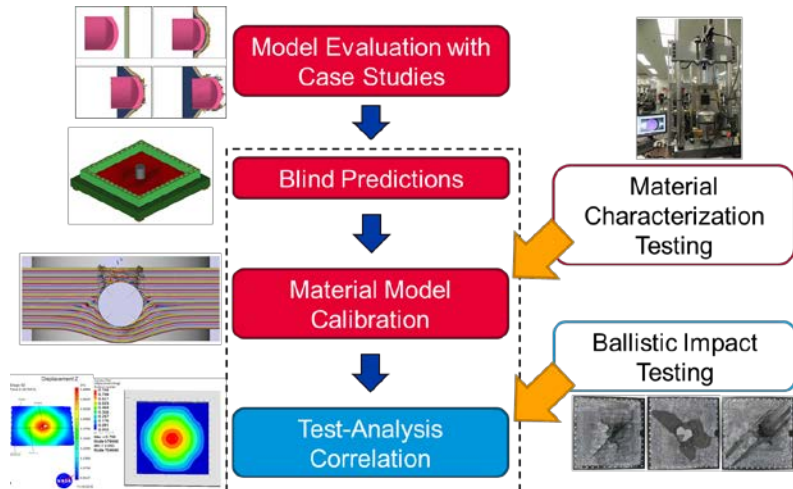 Model Evaluation with
Case Studies
Blind Predictions
Material
Characterization
Testing
Material Model
Calibration
Ballistic Impact
Testing
Displacement Z
Test-Analysis
Correlation